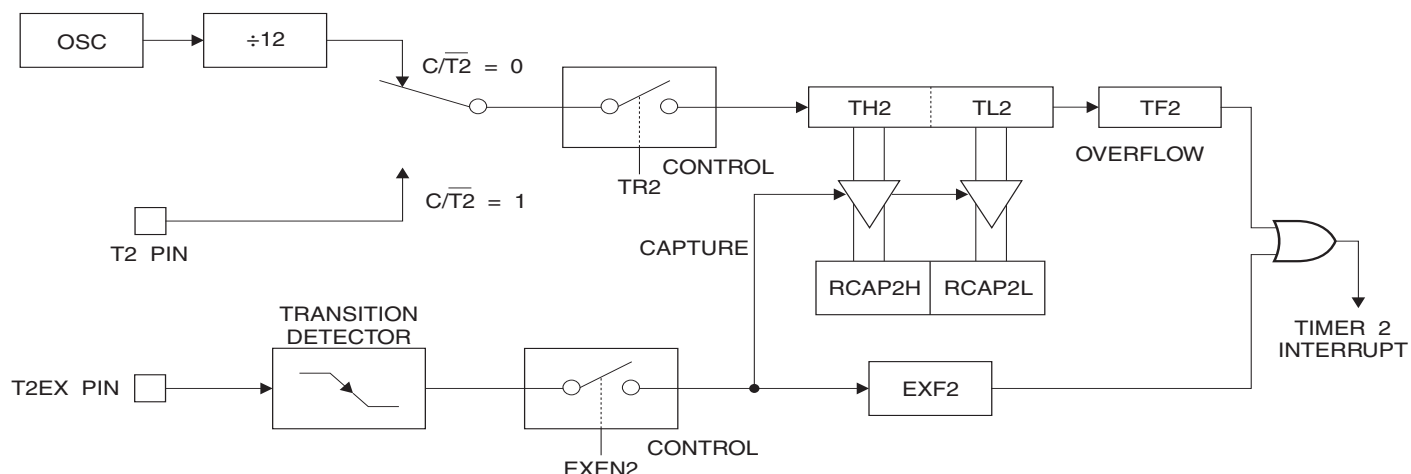 OSC
÷12
C/T2̅ = 0
TH2
TL2
TF2
OVERFLOW
CONTROL
TR2
C/T2̅ = 1
T2 PIN
CAPTURE
RCAP2H
RCAP2L
TRANSITION
DETECTOR
TIMER 2
INTERRUPT
T2EX PIN
EXF2
CONTROL
EXEN2